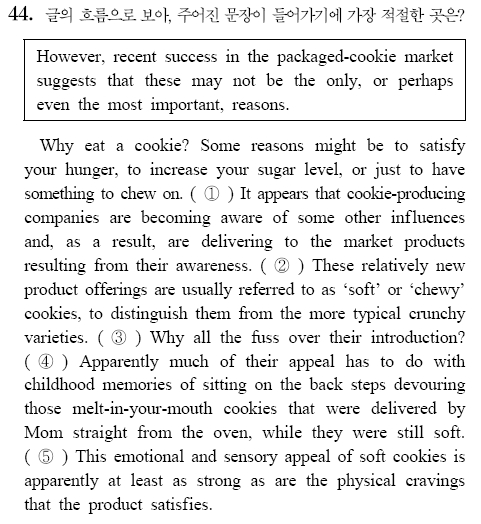 44. 글의 흐름으로 보아, 주어진 문장이 들어가기에 가장 적절한 곳은?
However, recent success in the packaged-cookie market
suggests that these may not be the only, or perhaps
even the most important, reasons.
Why eat a cookie? Some reasons might be to satisfy
your hunger, to increase your sugar level, or just to have
something to chew on. ( ① ) It appears that cookie-producing
companies are becoming aware of some other influences
and, as a result, are delivering to the market products
resulting from their awareness. ( ② ) These relatively new
product offerings are usually referred to as ‘soft’ or ‘chewy’
cookies, to distinguish them from the more typical crunchy
varieties. ( ③ ) Why all the fuss over their introduction?
( ④ ) Apparently much of their appeal has to do with
childhood memories of sitting on the back steps devouring
those melt-in-your-mouth cookies that were delivered by
Mom straight from the oven, while they were still soft.
( ⑤ ) This emotional and sensory appeal of soft cookies is
apparently at least as strong as are the physical cravings
that the product satisfies.